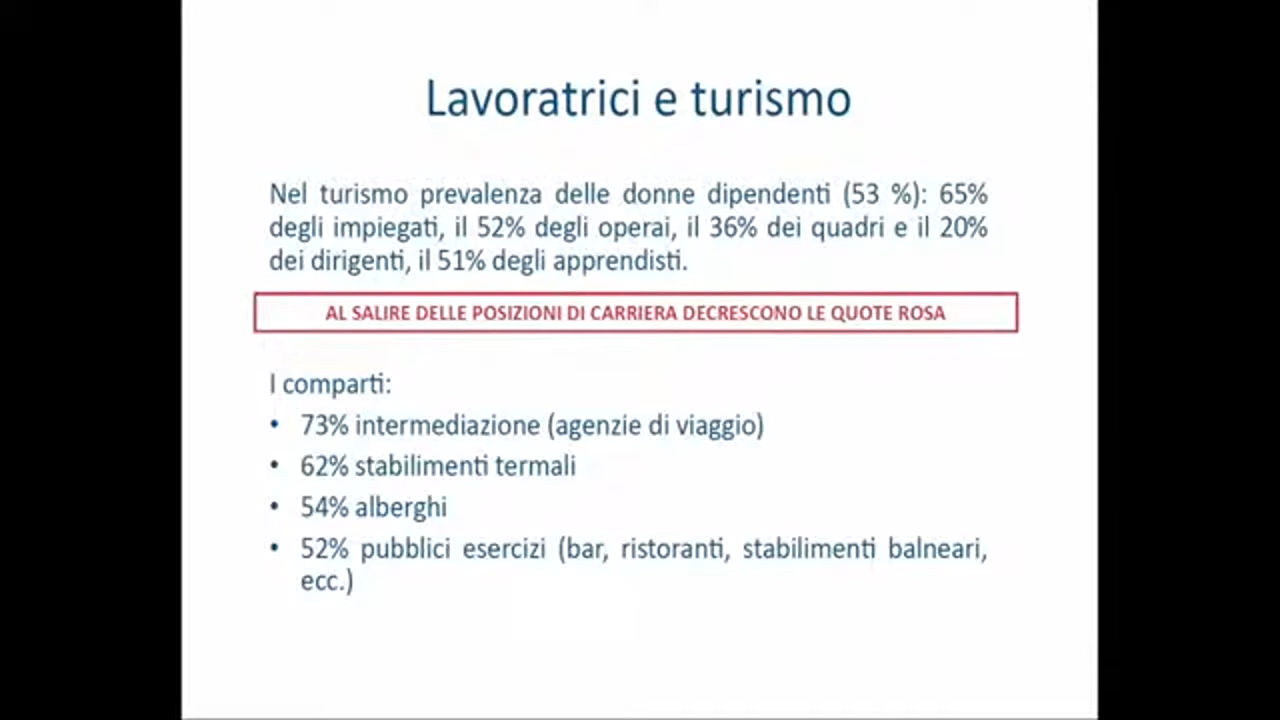 Lavoratrici e turismo
Nel turismo prevalenza delle donne dipendenti (53 %): 65%
degli impiegati, il 52% degli operai, il 36% dei quadri e il 20%
dei dirigenti, il 51% degli apprendisti.
AL SALIRE DELLE POSIZIONI DI CARRIERA DECRESCONO LE QUOTE ROSA
I comparti:
• 73% intermediazione (agenzie di viaggio)
• 62% stabilimenti termali
• 54% alberghi
• 52% pubblici esercizi (bar, ristoranti, stabilimenti balneari,
ecc.)